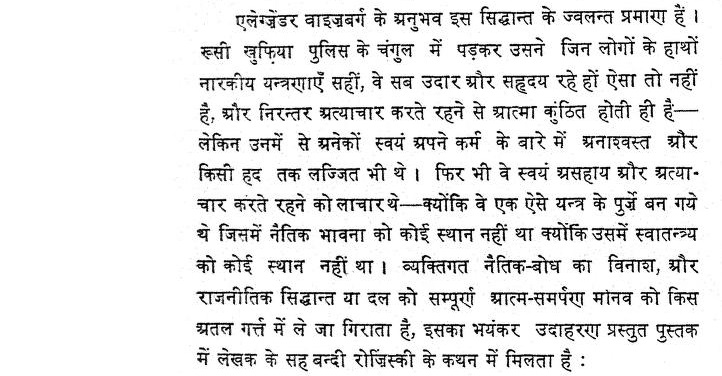 एलेग्ज़ेंडर वाइज़बर्ग के अनुभव इस सिद्धान्त के ज्वलन्त प्रमाण हैं ।
रूसी खुफ़िया पुलिस के चंगुल में पड़कर उसने जिन लोगों के हाथों
नारकीय यन्त्रणाएँ सहीं, वे सब उदार और सहृदय रहे हों ऐसा तो नहीं
है, और निरन्तर अत्याचार करते रहने से आत्मा कुंठित होती ही है—
लेकिन उनमें से अनेकों स्वयं अपने कर्म के बारे में अनाश्वस्त और
किसी हद तक लज्जित भी थे । फिर भी वे स्वयं असहाय और अत्या-
चार करते रहने को लाचार थे—क्योंकि वे एक ऐसे यन्त्र के पुर्ज़े बन गये
थे जिसमें नैतिक भावना को कोई स्थान नहीं था क्योंकि उसमें स्वातन्त्र्य
को कोई स्थान नहीं था । व्यक्तिगत नैतिक-बोध का विनाश, और
राजनीतिक सिद्धान्त या दल को सम्पूर्ण आत्म-समर्पण मानव को किस
अतल गर्त्त में ले जा गिराता है, इसका भयंकर उदाहरण प्रस्तुत पुस्तक
में लेखक के सह बन्दी रोज़िस्की के कथन में मिलता है :